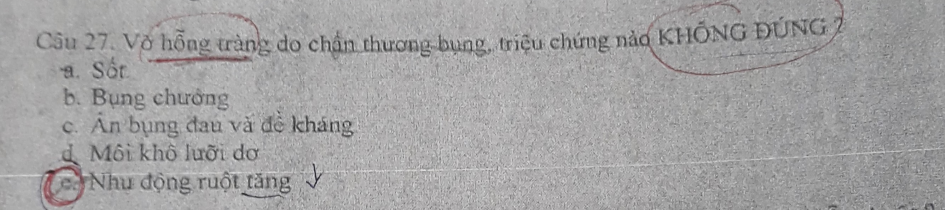 Câu 27. Vỡ hỗng tràng do chấn thương bụng, triệu chứng nào KHÔNG ĐÚNG ?
a. Sốt
b. Bụng chướng
c. Ấn bụng đau và đề kháng
d. Môi khô lưỡi dơ
e. Nhu động ruột tăng ↓